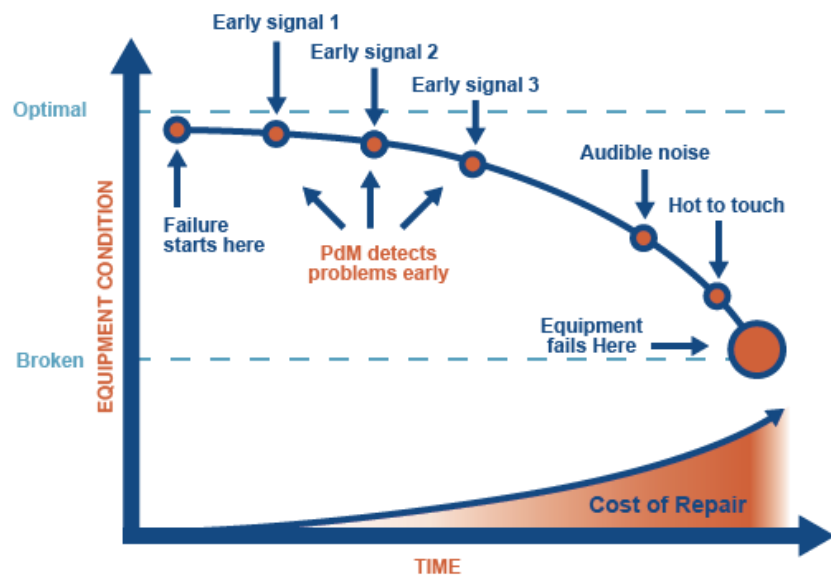 Early signal 1
Early signal 2
Early signal 3
Optimal
Audible noise
Hot to touch
Failure
starts here
PdM detects
problems early
EQUIPMENT CONDITION
Equipment
fails Here
Broken
Cost of Repair
TIME